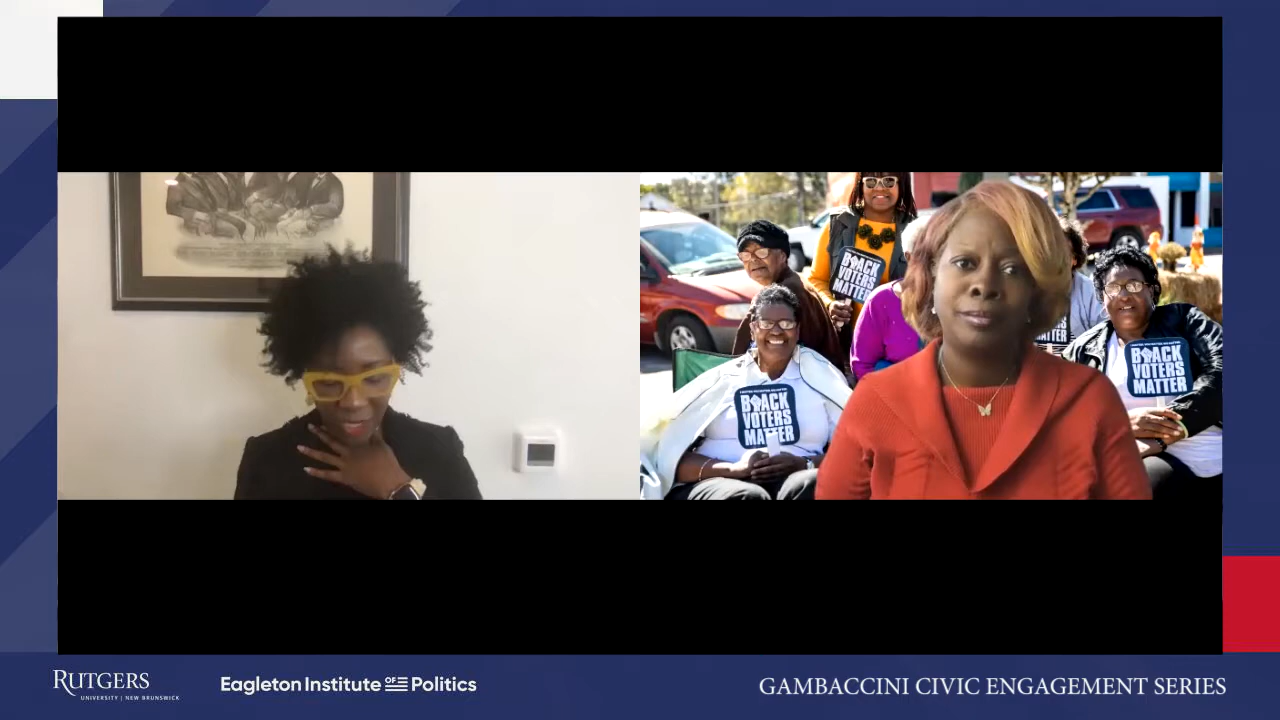 BLACK
VOTERS
MATTER
BLACK
VOTERS
MATTER
BLACK
VOTERS
MATTER
MATTER
RUTGERS
UNIVERSITY | NEW BRUNSWICK
Eagleton Institute OF Politics
GAMBACCINI CIVIC ENGAGEMENT SERIES